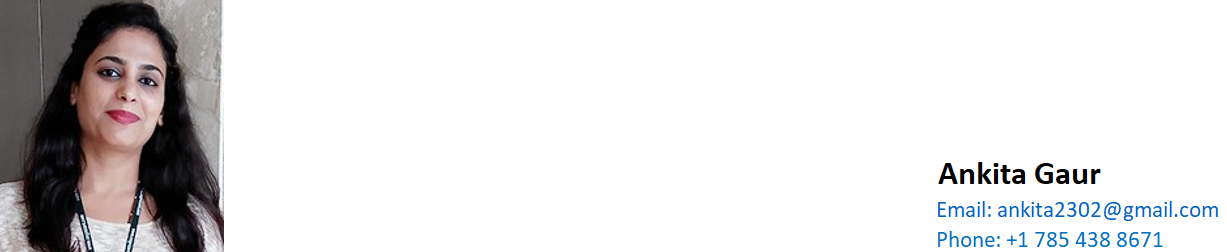 Ankita Gaur
Email: ankita2302@gmail.com
Phone: +1 785 438 8671